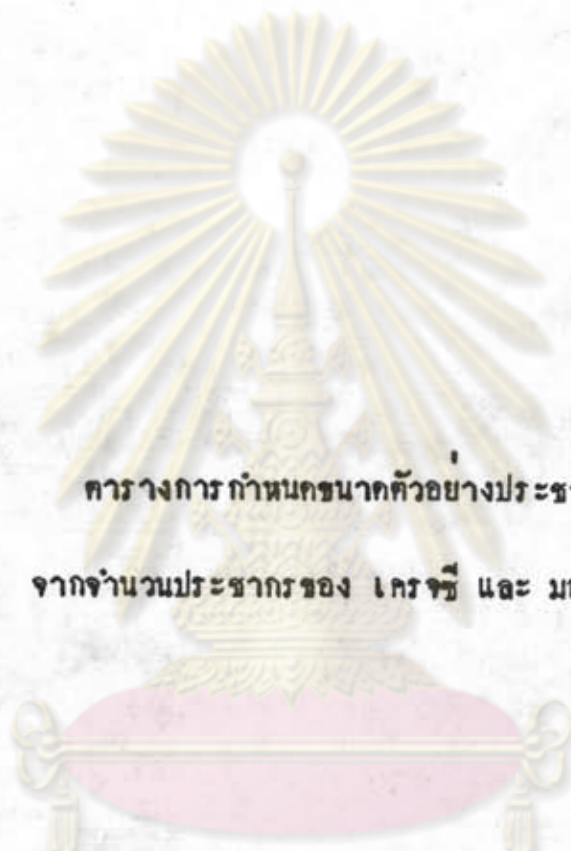 ตารางการกำหนดขนาดตัวอย่างประชา
จากจำนวนประชากรของ เครจซี และ